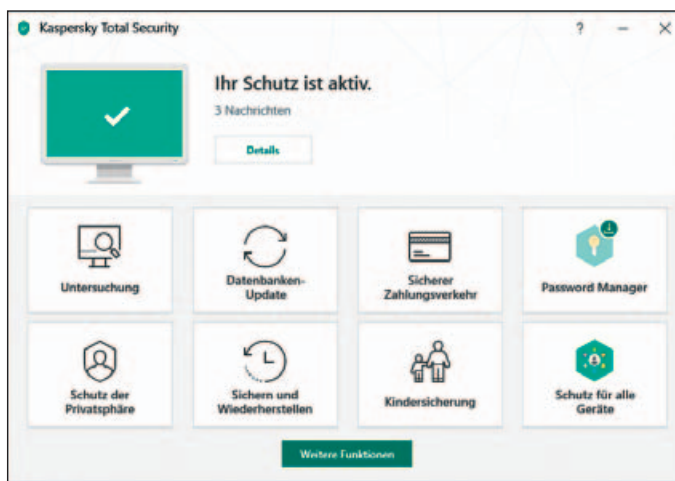 Kaspersky Total Security
?
Ihr Schutz ist aktiv.
3 Nachrichten
Details
Untersuchung
Datenbanken-
Update
Sicherer
Zahlungsverkehr
Password Manager
Schutz der
Privatsphäre
Sichern und
Wiederherstellen
Kindersicherung
Schutz für alle
Geräte
Weitere Funktionen